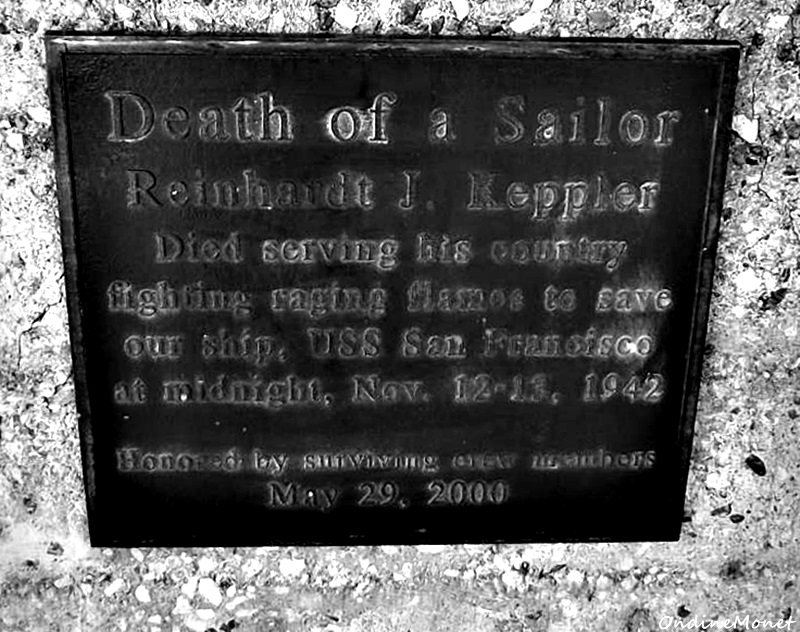 Death of a Sailor
Reinhardt J. Keppler
Died serving his country
fighting raging flames to save
our ship, USS San Francisco
at midnight, Nov. 12-13, 1942
Honored by surviving crew members
May 29, 2000
OndineMonet